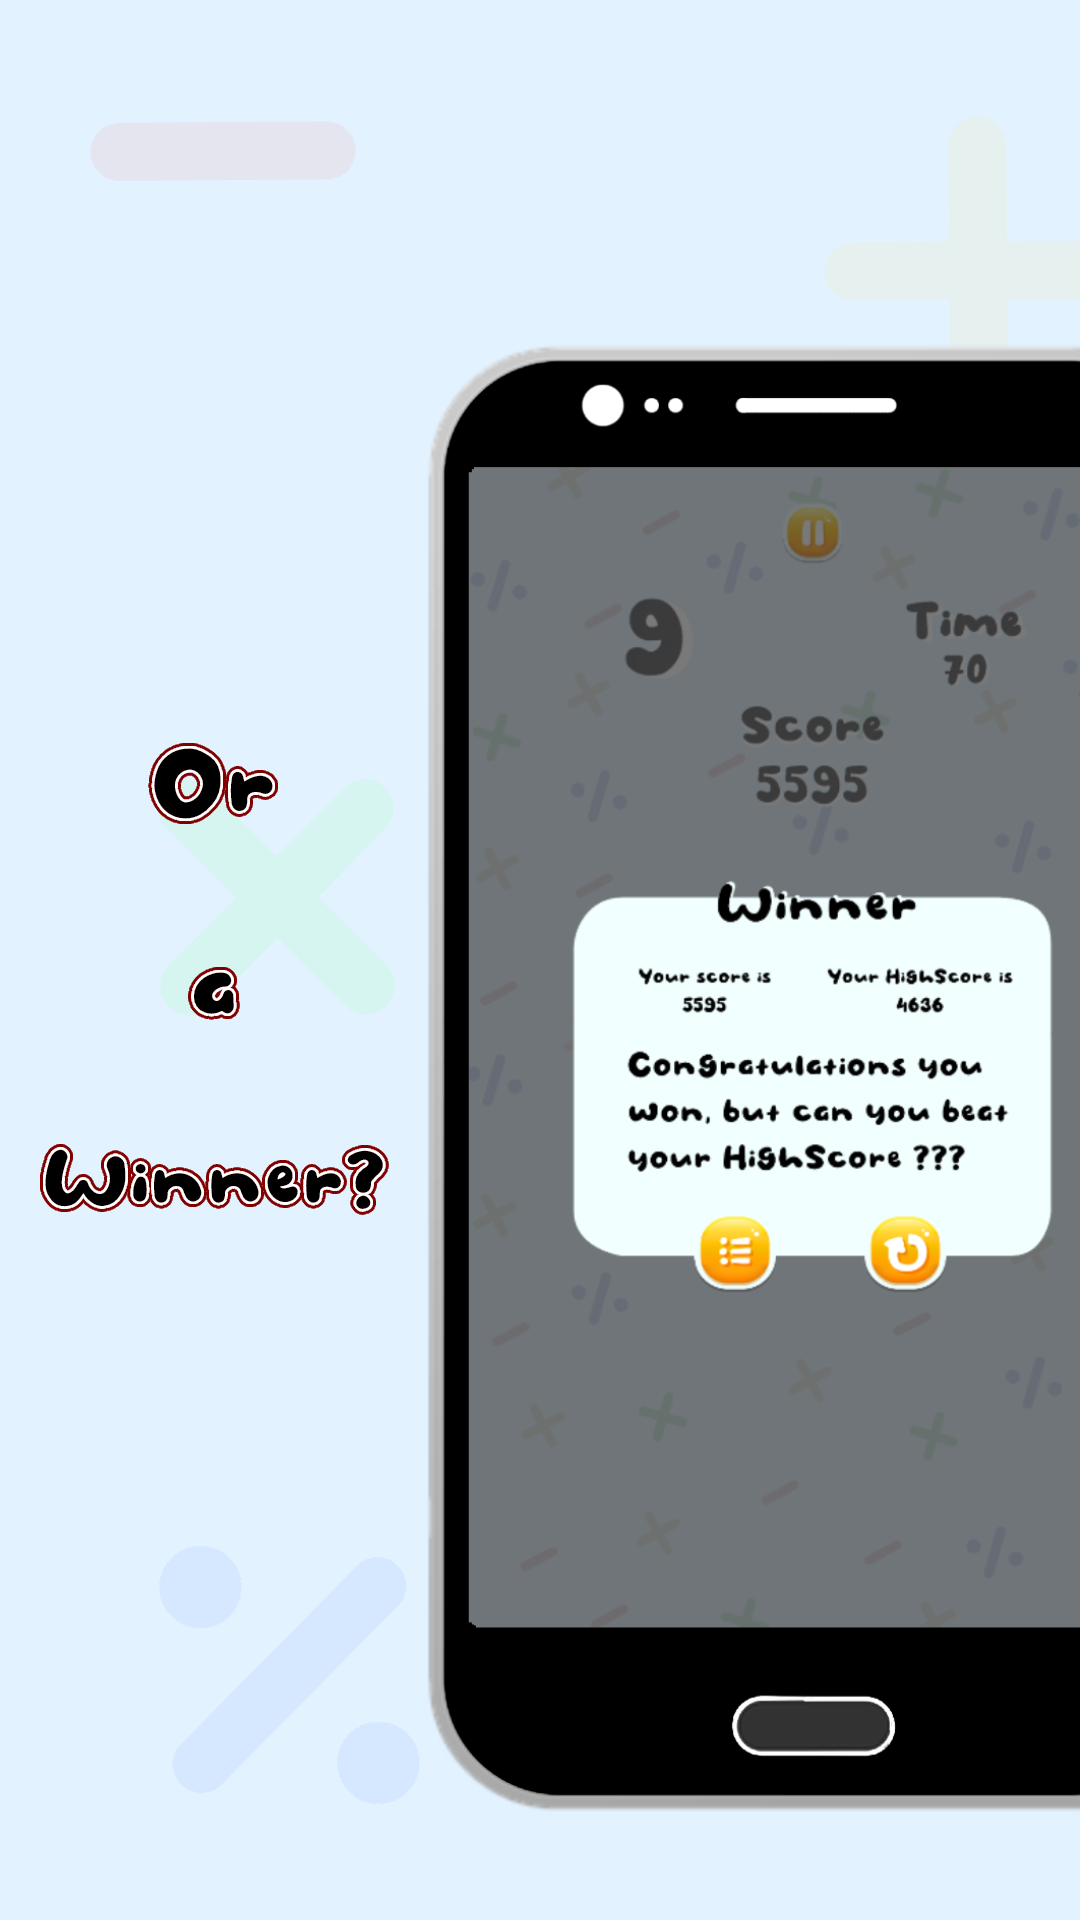 Or
a
Winner?
9
Time
70
Score
5595
Winner
Your score is
5595
Your HighScore is
4636
Congratulations you
won, but can you beat
your HighScore ???